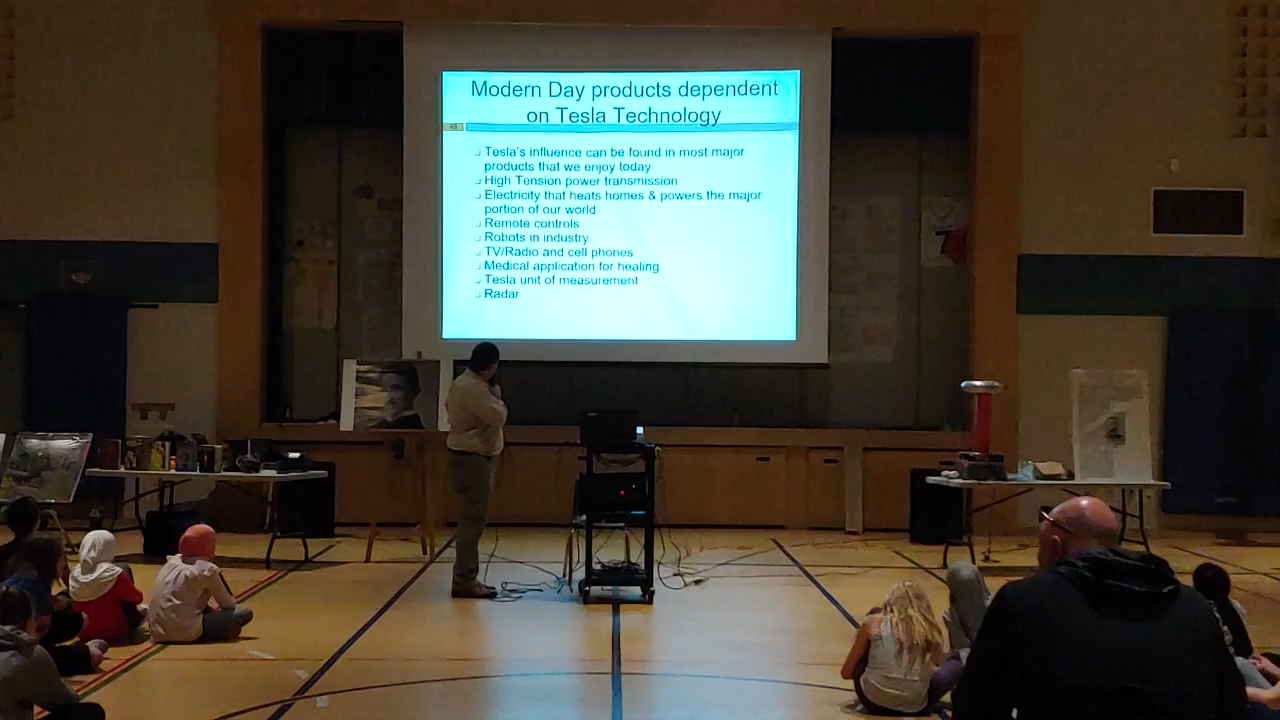 Modern Day products dependent
on Tesla Technology
48
Tesla's influence can be found in most major
products that we enjoy today
High Tension power transmission
Electricity that heats homes & powers the major
portion of our world
Remote controls
Robots in industry
TV/Radio and cell phones
Medical application for healing
Tesla unit of measurement
Radar